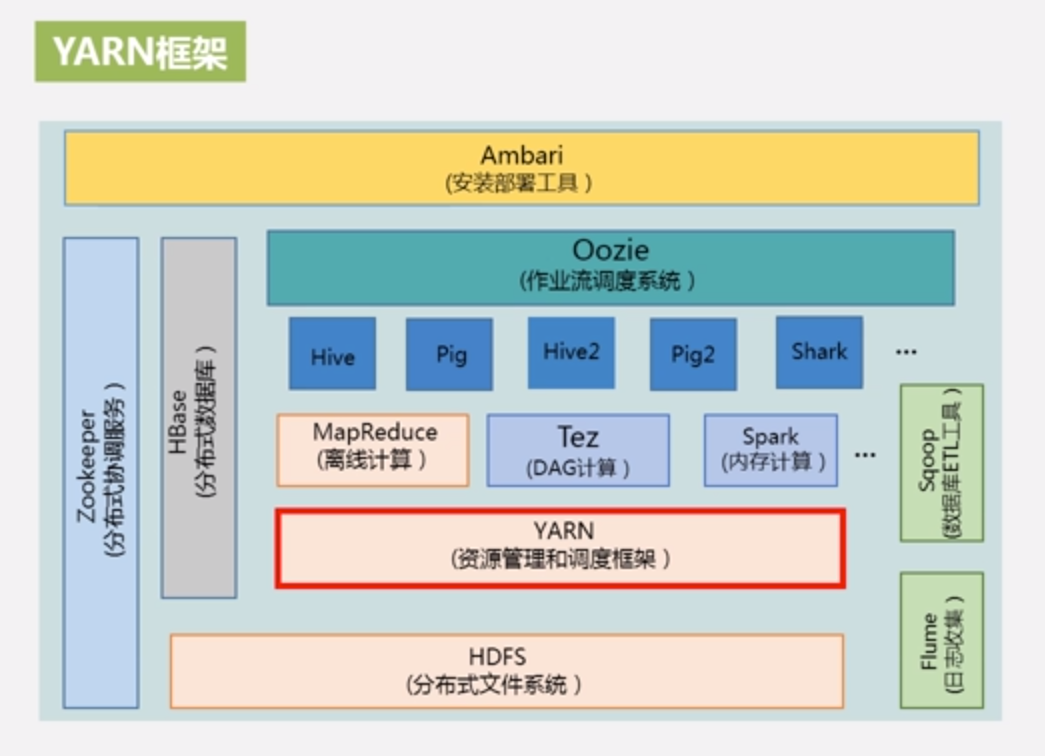 YARN框架
Ambari
(安装部署工具）
Oozie
(作业流调度系统）
Hive
Pig
Hive2
Pig2
Shark
...
Zookeeper
(分布式协调服务）
HBase
(分布式数据库）
MapReduce
(离线计算）
Tez
(DAG计算）
Spark
(内存计算）
...
Sqoop
(数据库ETL工具）
YARN
(资源管理和调度框架）
HDFS
(分布式文件系统）
Flume
(日志收集）